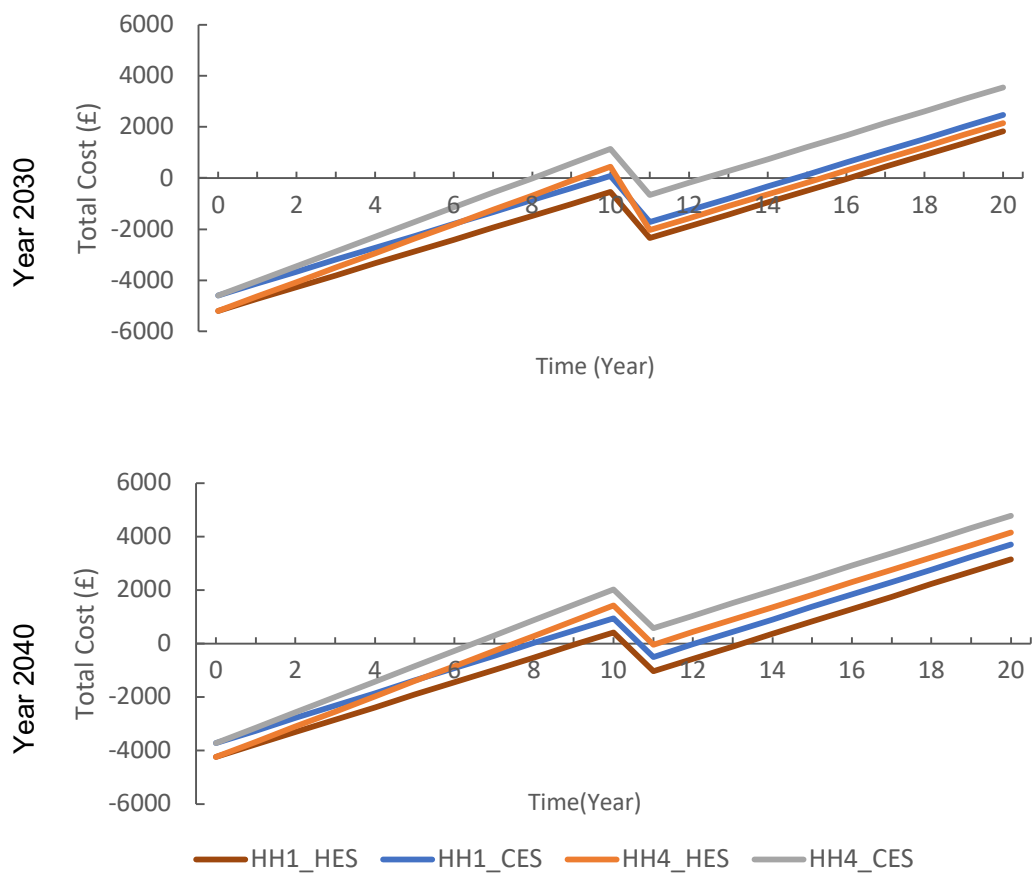 Year 2030
Total Cost (£)
6000
4000
2000
0
-2000
-4000
-6000
0 2 4 6 8 10 12 14 16 18 20
Time (Year)
Year 2040
Total Cost (£)
6000
4000
2000
0
-2000
-4000
-6000
0 2 4 6 8 10 12 14 16 18 20
Time(Year)
HH1_HES HH1_CES HH4_HES HH4_CES